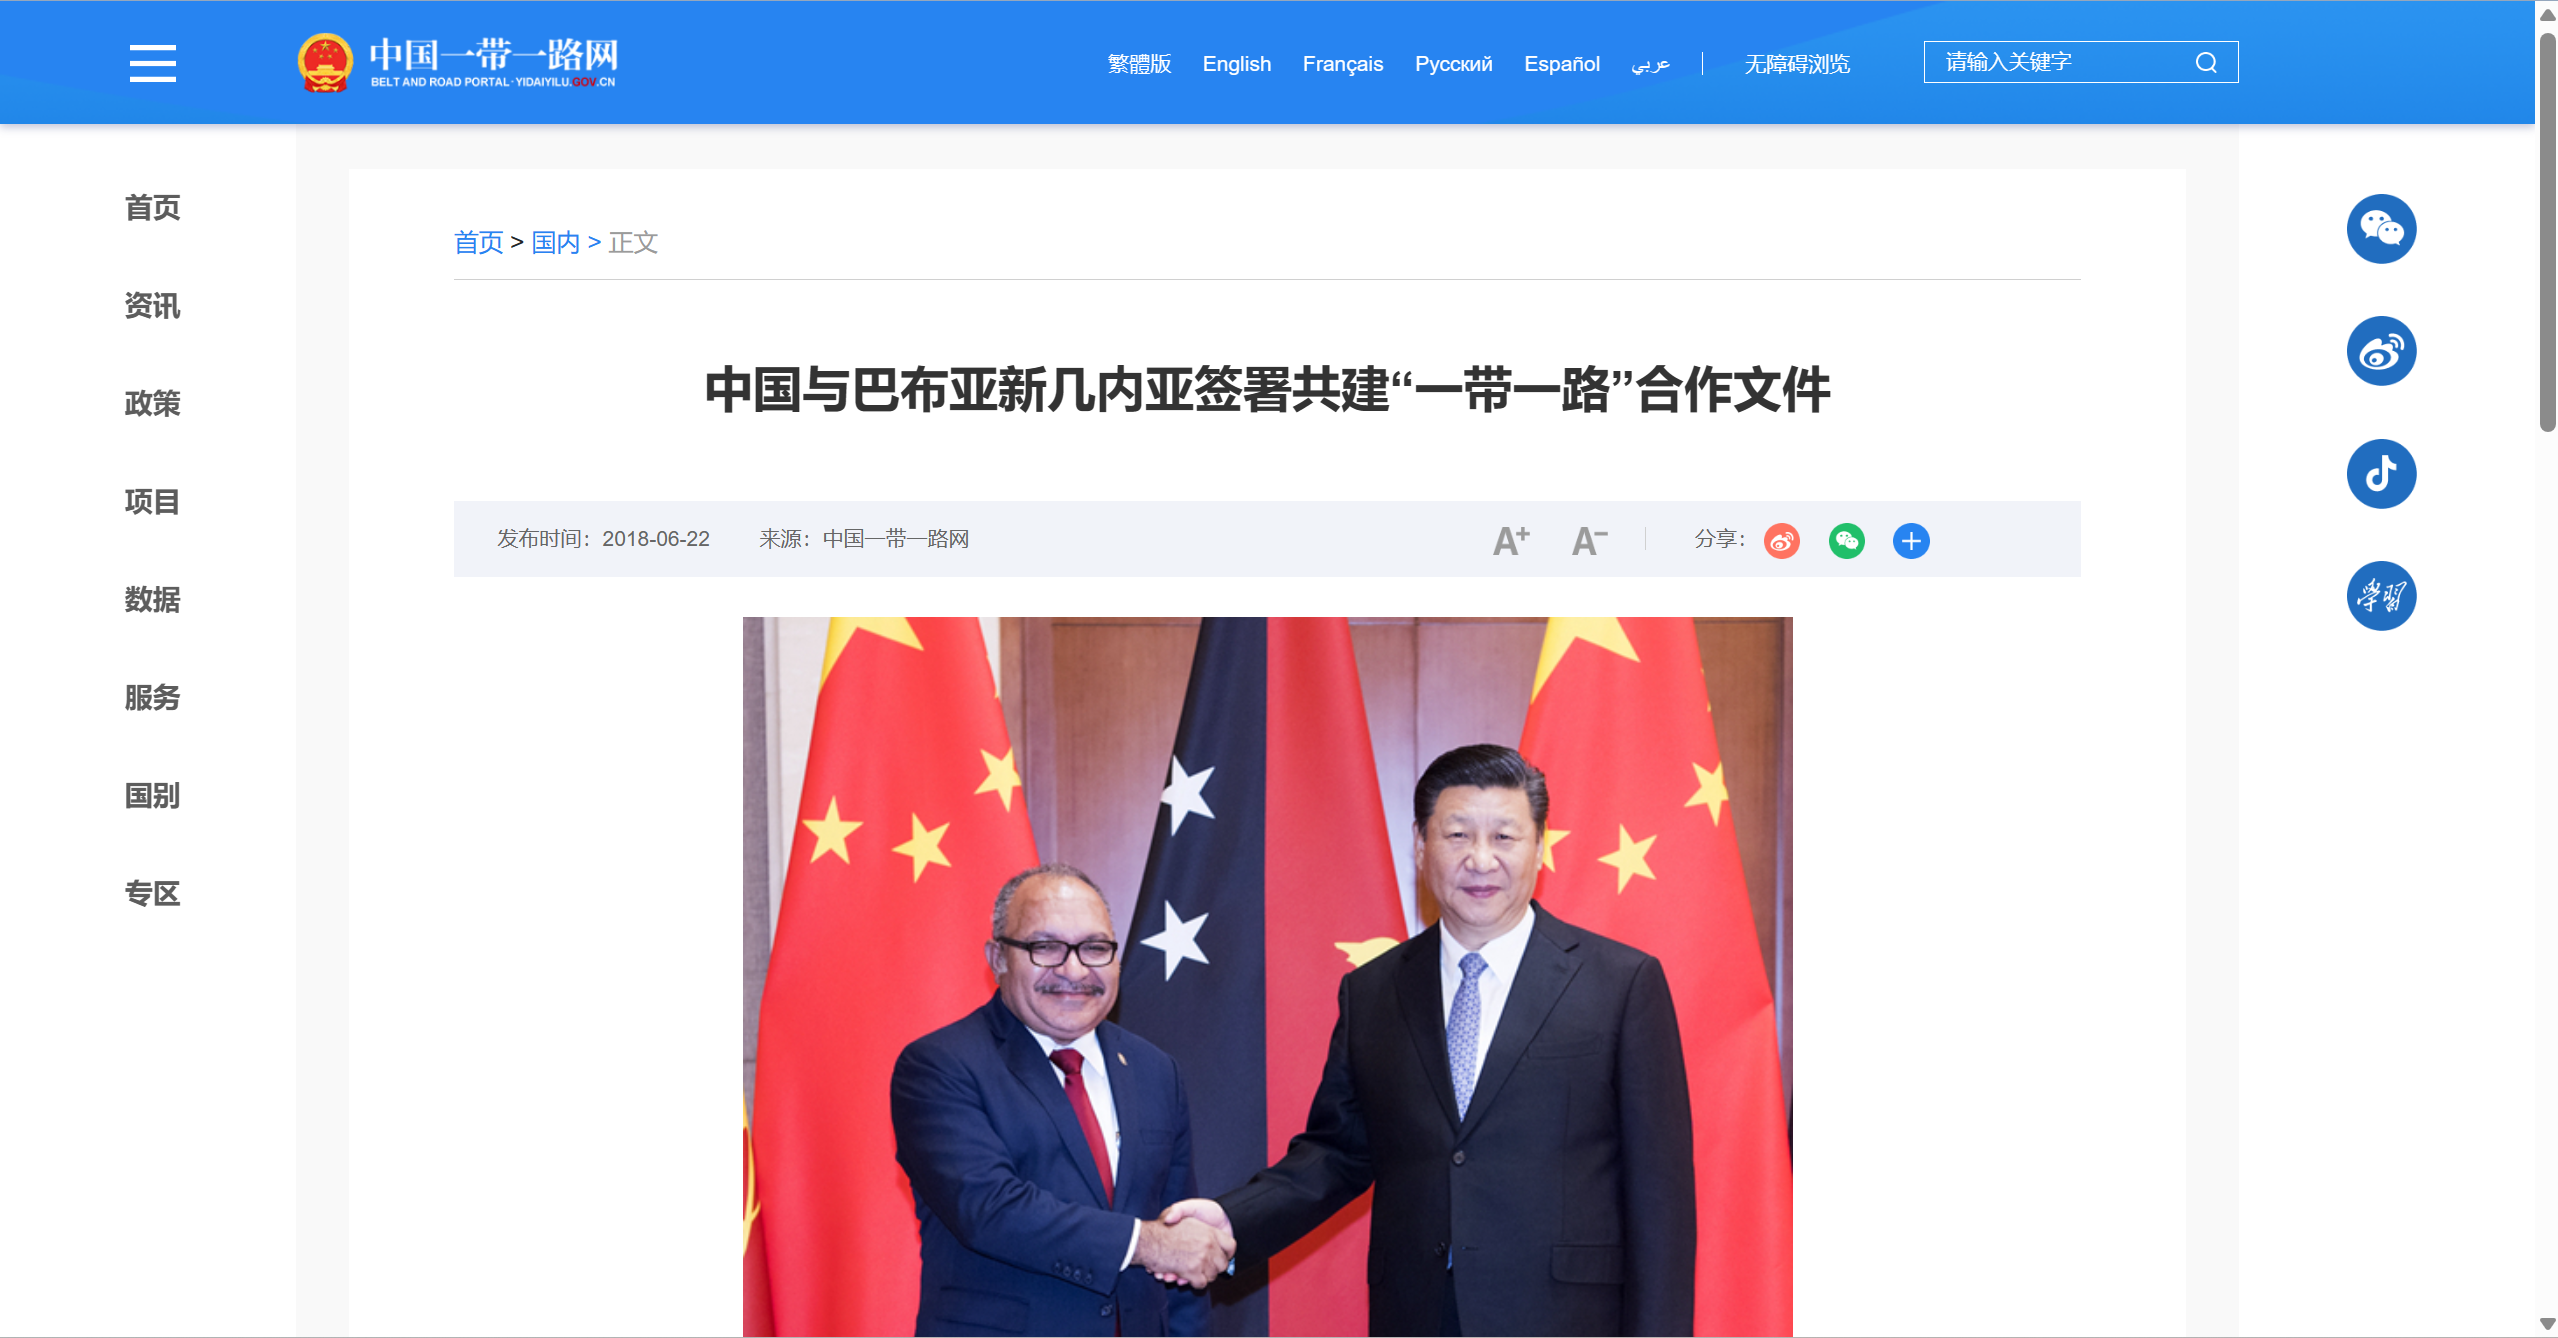 中国一带一路网
BELT AND ROAD PORTAL·YIDAIYILU.GOV.CN
繁體版 English Français Русский Español عربي 无障碍浏览 请输入关键字
首页
资讯
政策
项目
数据
服务
国别
专区
首页 > 国内 > 正文
中国与巴布亚新几内亚签署共建“一带一路”合作文件
发布时间：2018-06-22 来源：中国一带一路网 A+ A− 分享：
学習